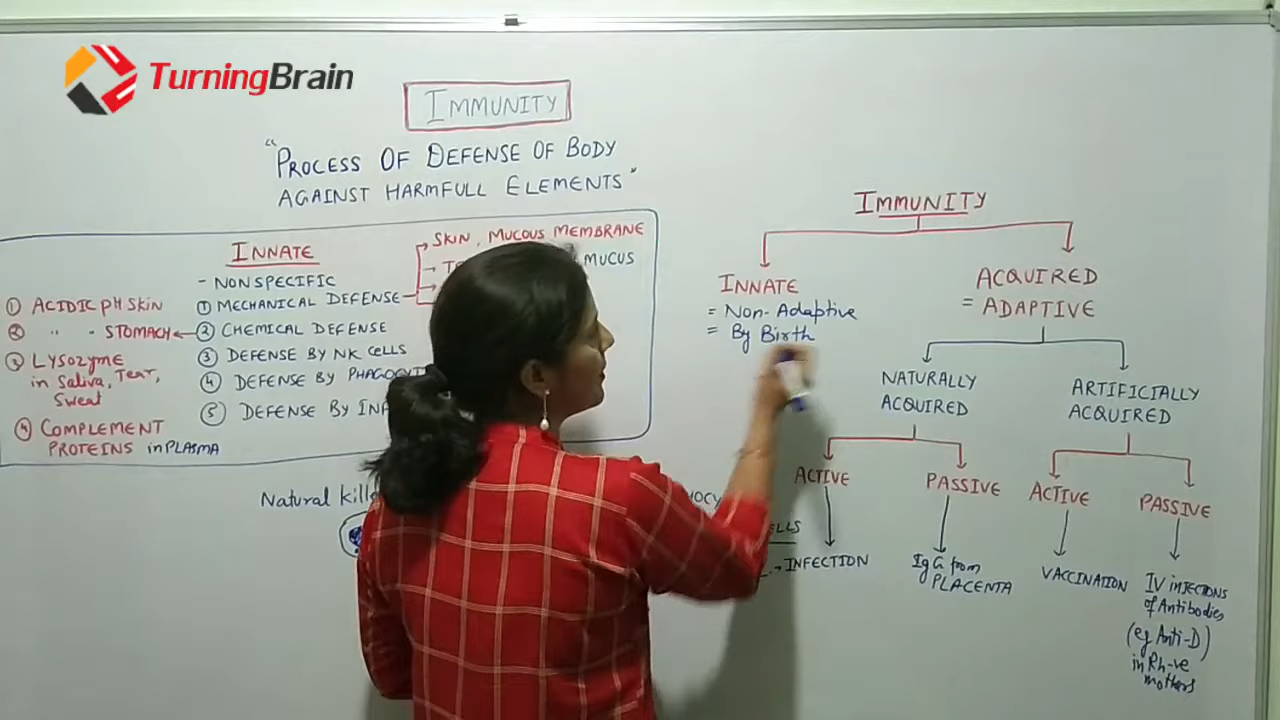 TurningBrain
IMMUNITY
"PROCESS OF DEFENSE OF BODY
AGAINST HARMFULL ELEMENTS"
INNATE
- NONSPECIFIC
① MECHANICAL DEFENSE
② CHEMICAL DEFENSE
③ DEFENSE BY NK CELLS
④ DEFENSE BY
⑤ DEFENSE BY
SKIN, MUCOUS MEMBRANE
MUCUS
① ACIDIC PH SKIN
② " " STOMACH
③ LYSOZYME
in Saliva, Tear,
Sweat
④ COMPLEMENT
PROTEINS in PLASMA
Natural
IMMUNITY
INNATE
= Non-Adaptive
= By Birth
ACQUIRED
= ADAPTIVE
NATURALLY
ACQUIRED
ARTIFICIALLY
ACQUIRED
ACTIVE
PASSIVE
ACTIVE
PASSIVE
INFECTION
IgG from
PLACENTA
VACCINATION
IV INJECTIONS
of Antibodies
(eg Anti-D)
in Rh-ve
mothers